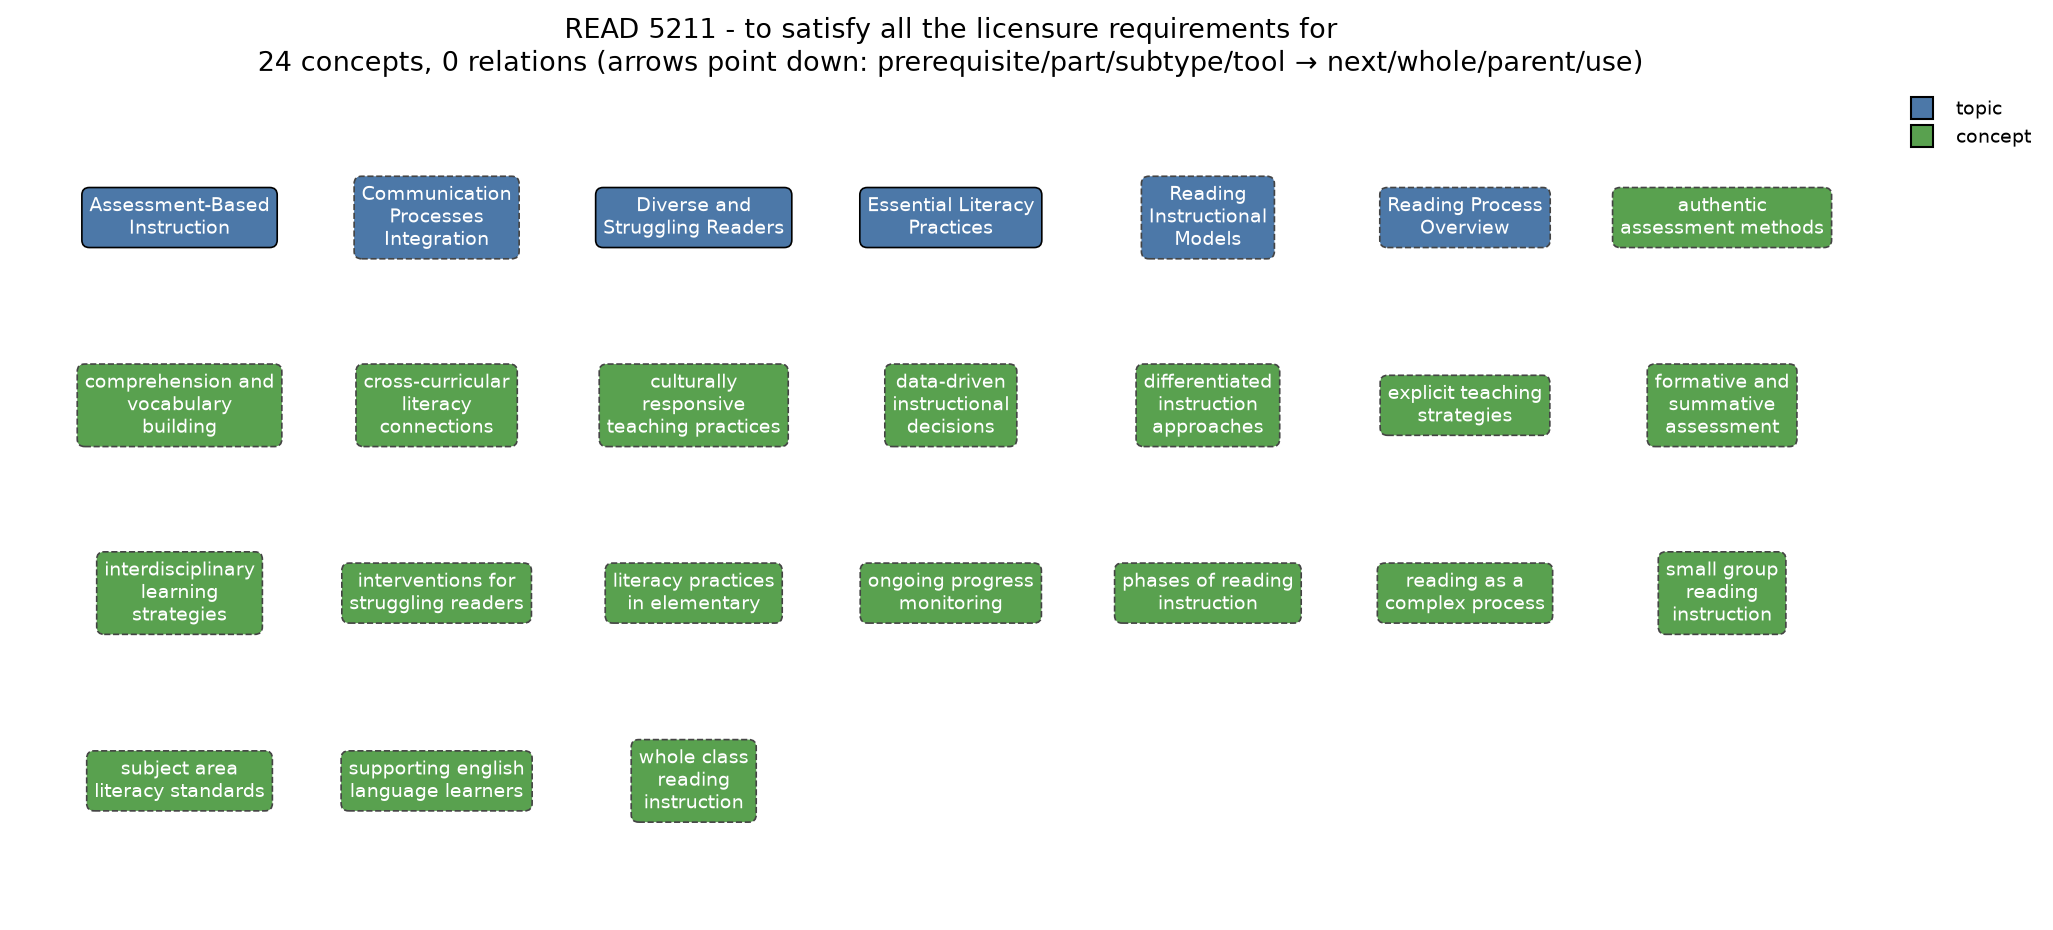 READ 5211 - to satisfy all the licensure requirements for
24 concepts, 0 relations (arrows point down: prerequisite/part/subtype/tool → next/whole/parent/use)
topic
concept
Assessment-Based
Instruction
Communication
Processes
Integration
Diverse and
Struggling Readers
Essential Literacy
Practices
Reading
Instructional
Models
Reading Process
Overview
authentic
assessment methods
comprehension and
vocabulary
building
cross-curricular
literacy
connections
culturally
responsive
teaching practices
data-driven
instructional
decisions
differentiated
instruction
approaches
explicit teaching
strategies
formative and
summative
assessment
interdisciplinary
learning
strategies
interventions for
struggling readers
literacy practices
in elementary
ongoing progress
monitoring
phases of reading
instruction
reading as a
complex process
small group
reading
instruction
subject area
literacy standards
supporting english
language learners
whole class
reading
instruction